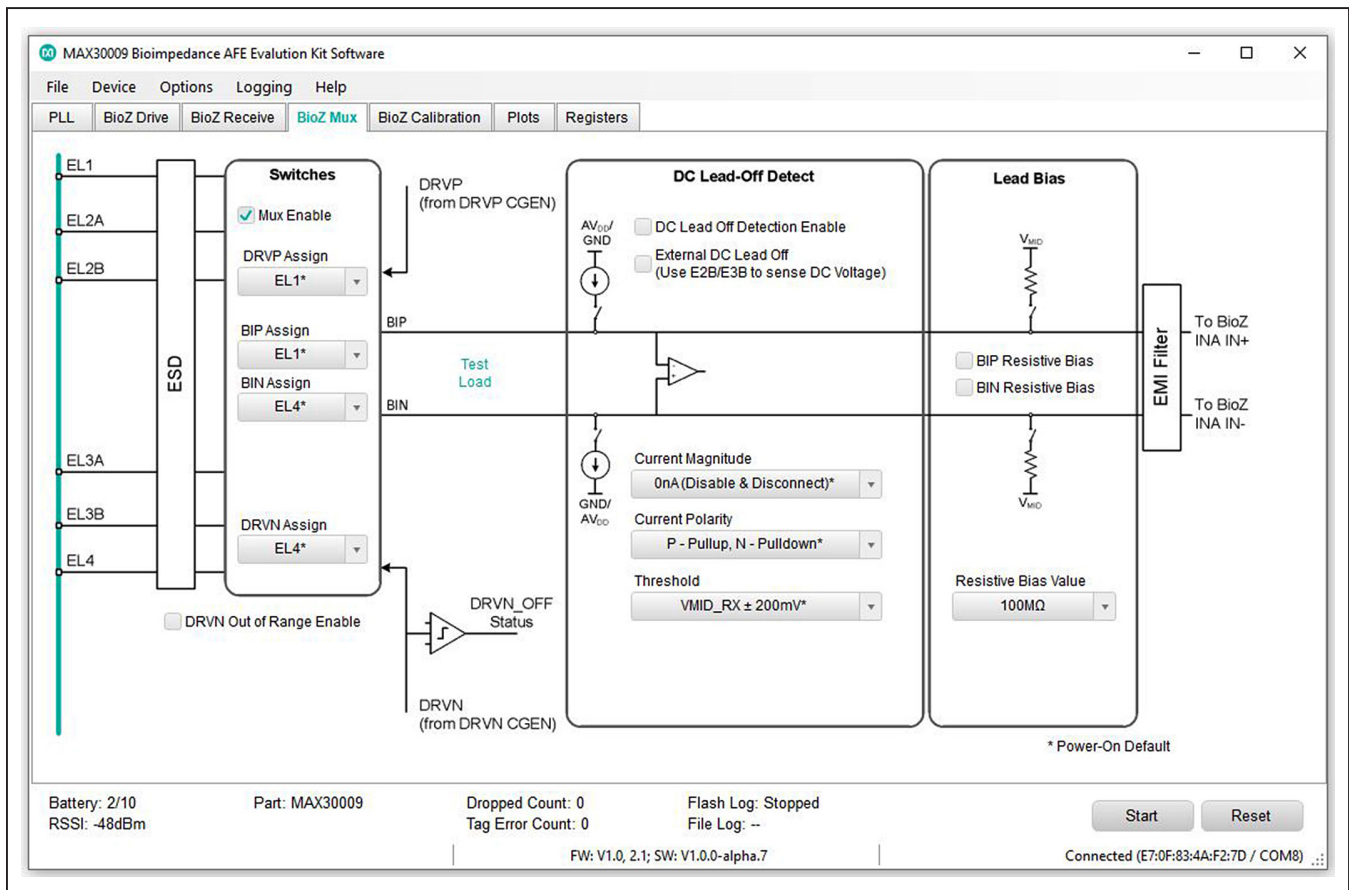 MAX30009 Bioimpedance AFE Evalution Kit Software
File Device Options Logging Help
PLL BioZ Drive BioZ Receive BioZ Mux BioZ Calibration Plots Registers
EL1
EL2A
EL2B
ESD
EL3A
EL3B
EL4
Switches
Mux Enable
DRVP Assign
EL1*
BIP Assign
EL1*
BIN Assign
EL4*
DRVN Assign
EL4*
DRVN Out of Range Enable
DRVP
(from DRVP CGEN)
BIP
Test
Load
BIN
DRVN_OFF
Status
DRVN
(from DRVN CGEN)
DC Lead-Off Detect
AVDD/
GND
DC Lead Off Detection Enable
External DC Lead Off
(Use E2B/E3B to sense DC Voltage)
-
+
GND/
AVDD
Current Magnitude
0nA (Disable & Disconnect)*
Current Polarity
P - Pullup, N - Pulldown*
Threshold
VMID_RX ± 200mV*
Lead Bias
VMID
BIP Resistive Bias
BIN Resistive Bias
VMID
Resistive Bias Value
100MΩ
EMI Filter
To BioZ
INA IN+
To BioZ
INA IN-
* Power-On Default
Battery: 2/10 Part: MAX30009 Dropped Count: 0 Flash Log: Stopped
RSSI: -48dBm Tag Error Count: 0 File Log: --
Start Reset
FW: V1.0, 2.1; SW: V1.0.0-alpha.7 Connected (E7:0F:83:4A:F2:7D / COM8)